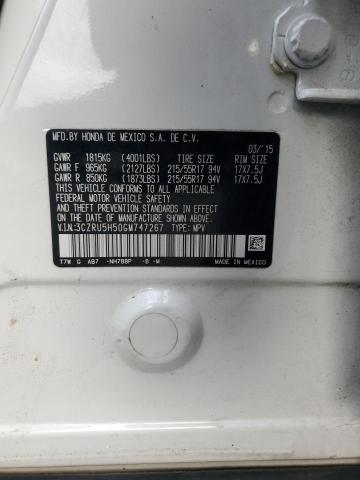 MFD.BY HONDA DE MEXICO S.A. DE C.V.
03/15
GVWR 1815KG (4001LBS) TIRE SIZE RIM SIZE
GAWR F 965KG (2127LBS) 215/55R17 94V 17X7.5J
GAWR R 850KG (1873LBS) 215/55R17 94V 17X7.5J
THIS VEHICLE CONFORMS TO ALL APPLICABLE
FEDERAL MOTOR VEHICLE SAFETY AND THEFT
PREVENTION STANDARDS IN EFFECT ON THE
DATE OF MANUFACTURE SHOWN ABOVE.
V.I.N:3CZRU5H50GM747267 TYPE: MPV
T7W G AB7 -NH788P -B -M
MADE IN MEXICO